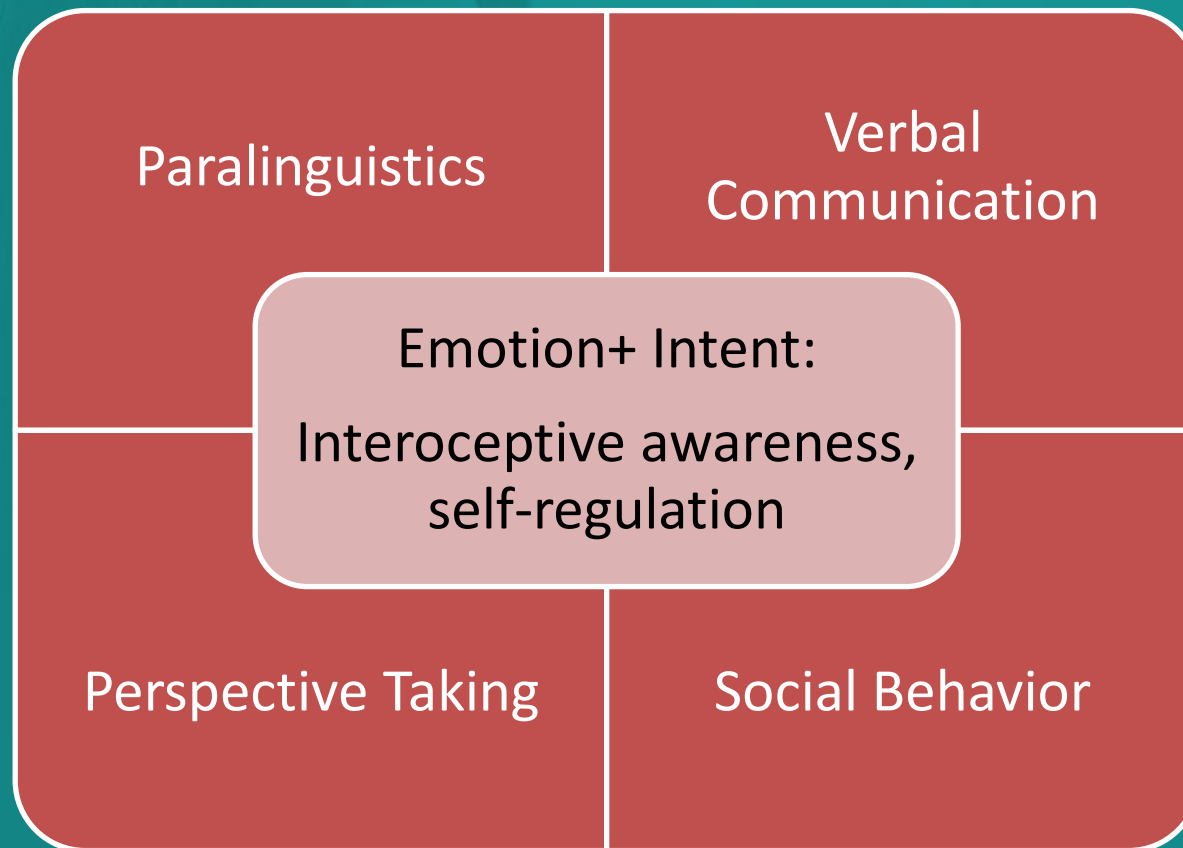 Paralinguistics
Verbal
Communication
Emotion+ Intent:
Interoceptive awareness,
self-regulation
Perspective Taking
Social Behavior